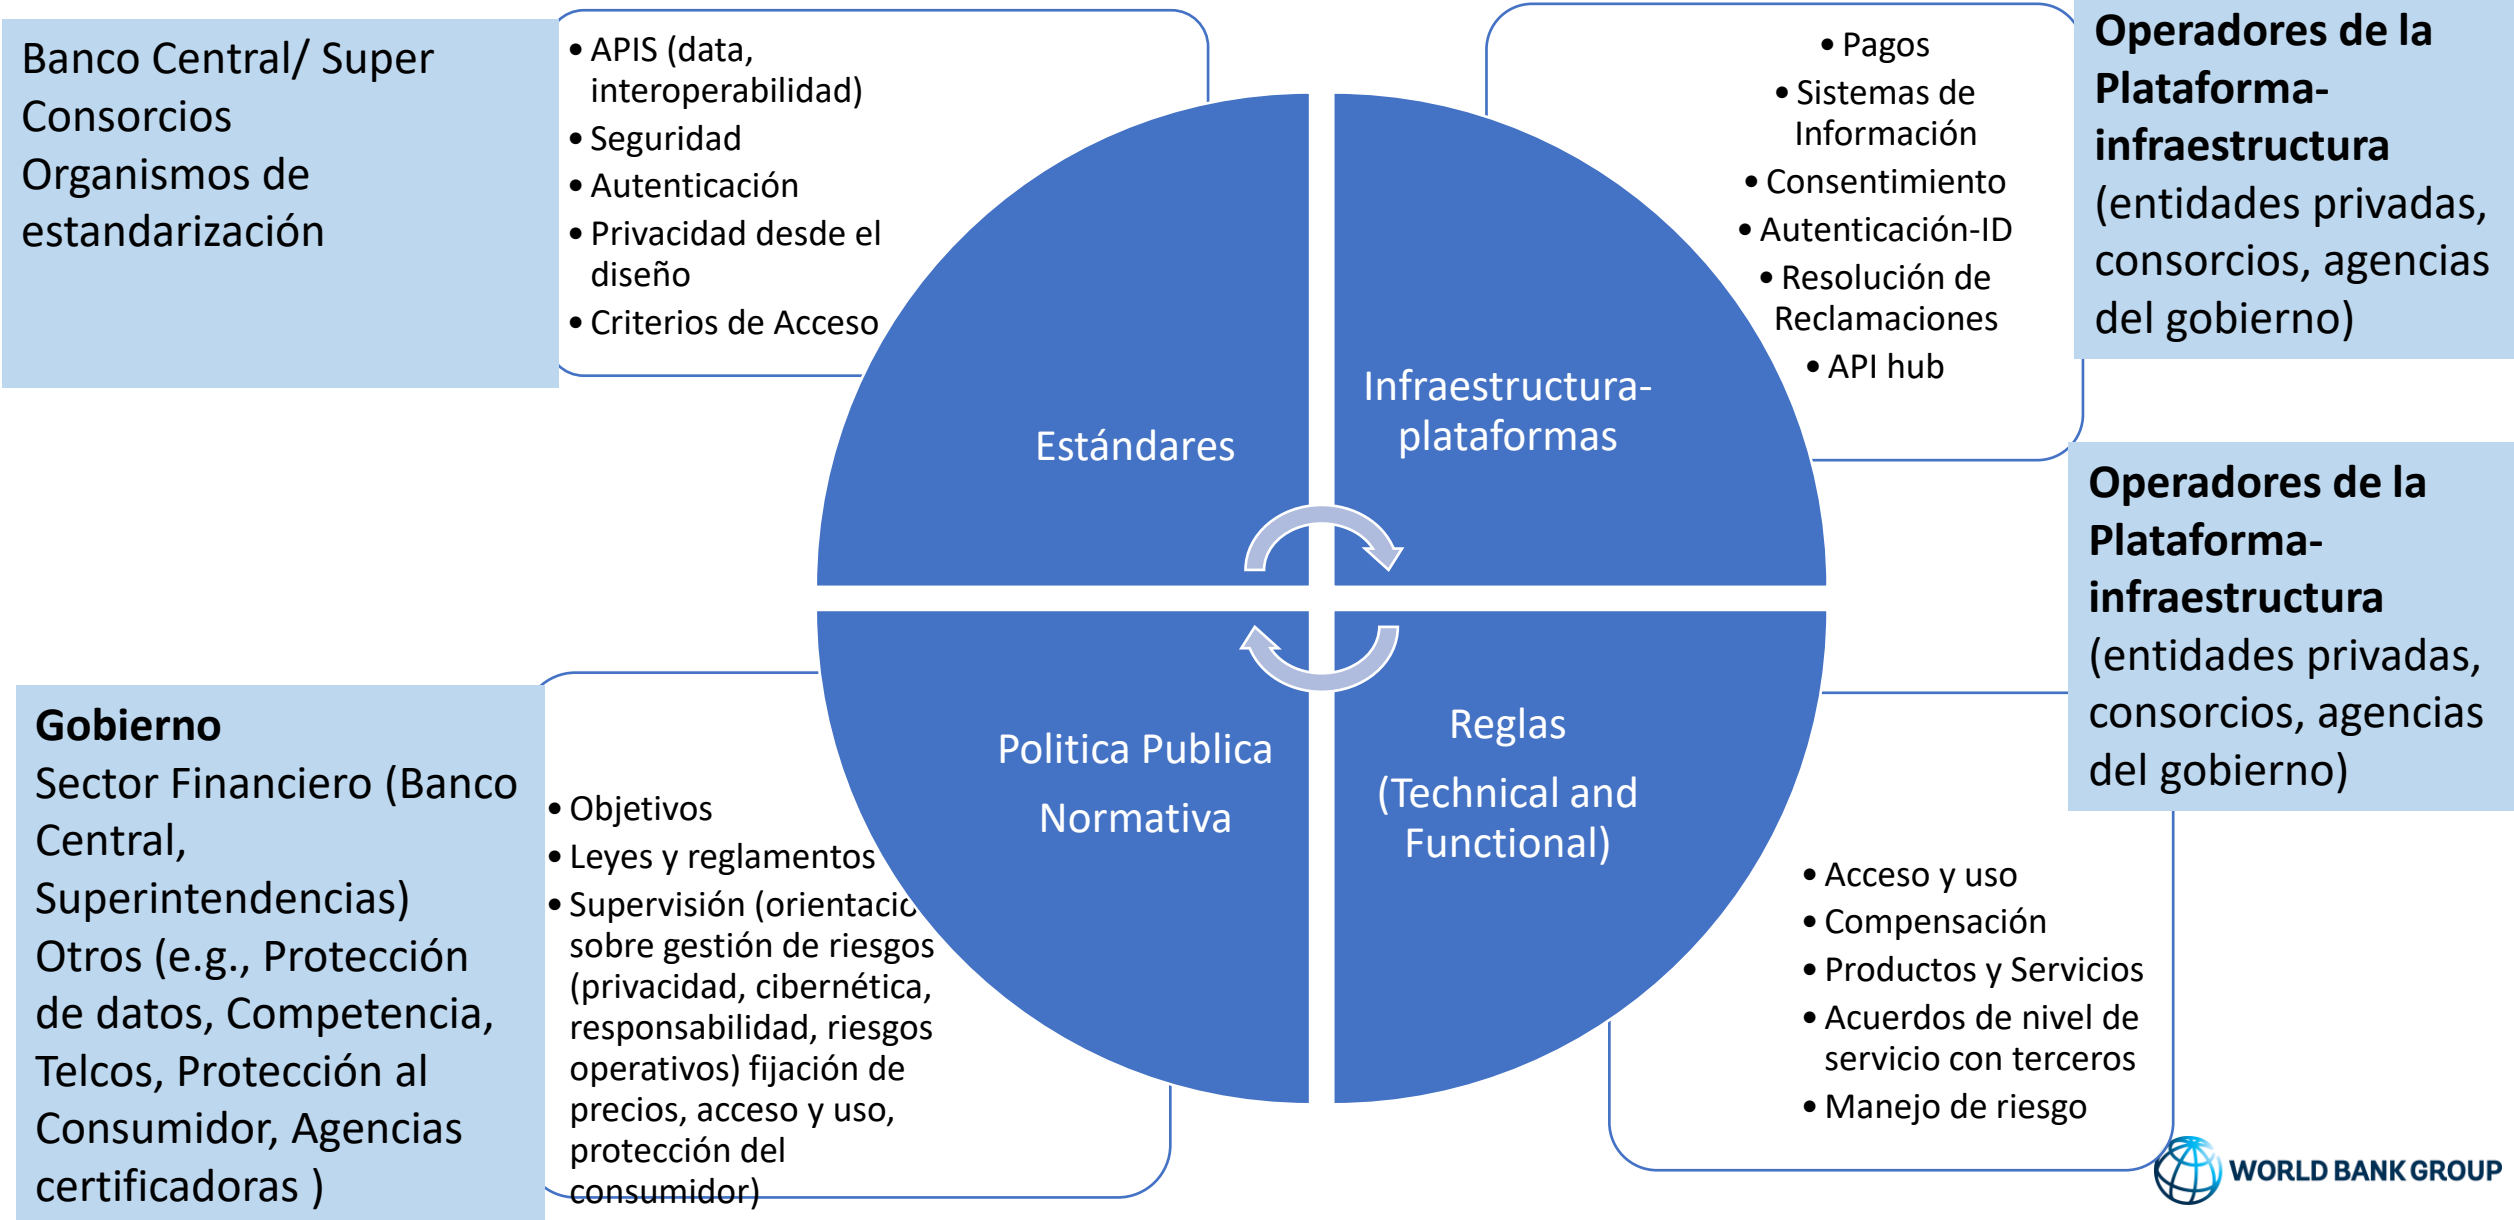 Banco Central/ Super
Consorcios
Organismos de
estandarización
• APIS (data,
interoperabilidad)
• Seguridad
• Autenticación
• Privacidad desde el
diseño
• Criterios de Acceso
• Pagos
• Sistemas de
Información
• Consentimiento
• Autenticación-ID
• Resolución de
Reclamaciones
• API hub
Operadores de la
Plataforma-
infraestructura
(entidades privadas,
consorcios, agencias
del gobierno)
Estándares
Infraestructura-
plataformas
Operadores de la
Plataforma-
infraestructura
(entidades privadas,
consorcios, agencias
del gobierno)
Gobierno
Sector Financiero (Banco
Central,
Superintendencias)
Otros (e.g., Protección
de datos, Competencia,
Telcos, Protección al
Consumidor, Agencias
certificadoras )
• Objetivos
• Leyes y reglamentos
• Supervisión (orientació
sobre gestión de riesgos
(privacidad, cibernética,
responsabilidad, riesgos
operativos) fijación de
precios, acceso y uso,
protección del
consumidor)
Politica Publica
Normativa
Reglas
(Technical and
Functional)
• Acceso y uso
• Compensación
• Productos y Servicios
• Acuerdos de nivel de
servicio con terceros
• Manejo de riesgo
WORLD BANK GROUP